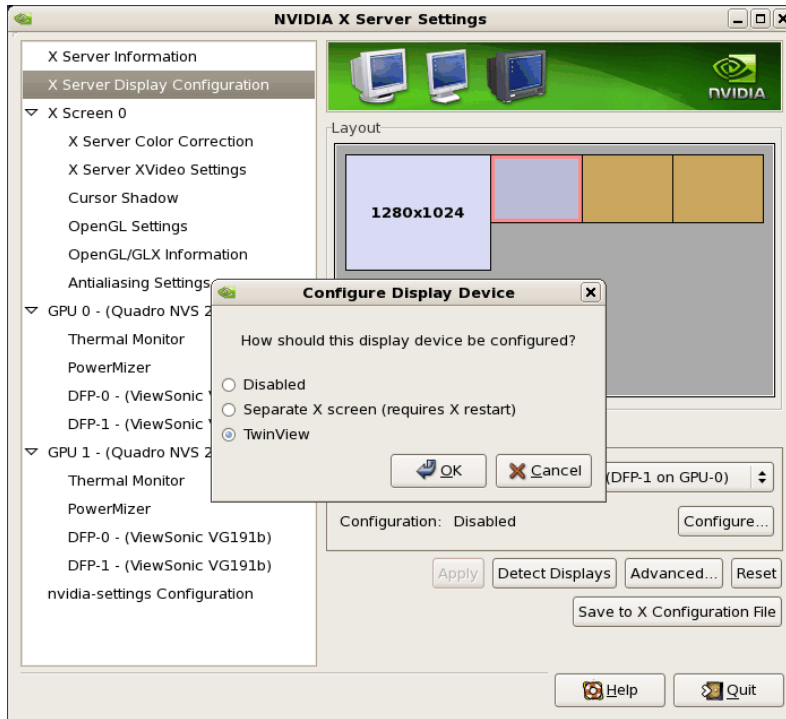 NVIDIA X Server Settings
X Server Information
X Server Display Configuration
X Screen 0
X Server Color Correction
X Server XVideo Settings
Cursor Shadow
OpenGL Settings
OpenGL/GLX Information
Antialiasing Settings
GPU 0 - (Quadro NVS 2
Thermal Monitor
PowerMizer
DFP-0 - (ViewSonic
DFP-1 - (ViewSonic
GPU 1 - (Quadro NVS 2
Thermal Monitor
PowerMizer
DFP-0 - (ViewSonic VG191b)
DFP-1 - (ViewSonic VG191b)
nvidia-settings Configuration
NVIDIA
Layout
1280x1024
Configure Display Device
How should this display device be configured?
Disabled
Separate X screen (requires X restart)
TwinView
OK Cancel
(DFP-1 on GPU-0)
Configuration: Disabled Configure...
Apply Detect Displays Advanced... Reset
Save to X Configuration File
Help Quit